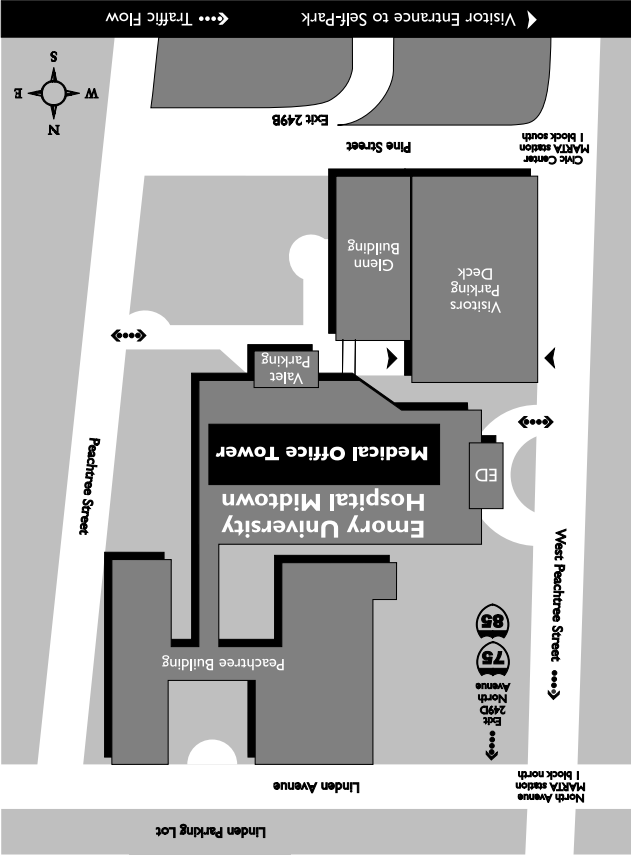 Linden Parking Lot
North Avenue
MARTA station
1 block north
Linden Avenue
Exit
249D
North
Avenue
75
85
Peachtree Building
West Peachtree Street
Emory University
Hospital Midtown
Medical Office Tower
ED
Peachtree Street
Valet
Parking
Visitors
Parking
Deck
Glenn
Building
Civic Center
MARTA station
1 block south
Pine Street
Exit 249B
N
W
E
S
Visitor Entrance to Self-Park
Traffic Flow